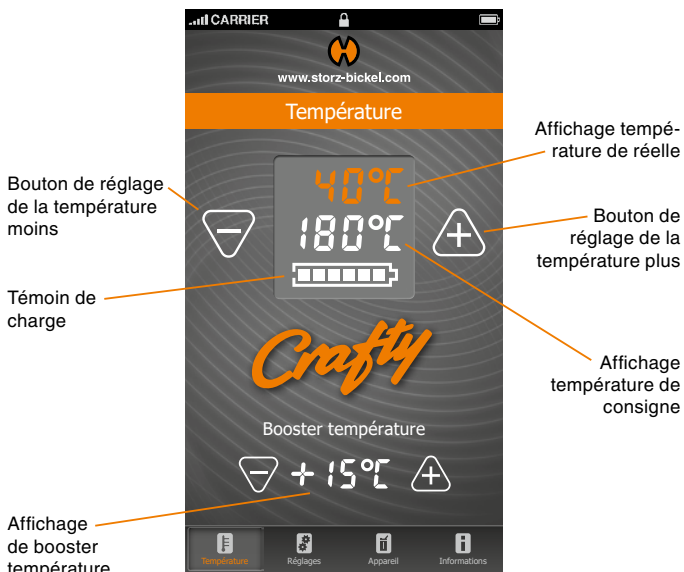 CARRIER
www.storz-bickel.com
Température
Affichage tempé-
rature de réelle
40°C
Bouton de réglage
de la température
moins
180°C
Bouton de
réglage de la
température plus
Témoin de
charge
Crafty
Affichage
température de
consigne
Booster température
+15°C
Affichage
de booster
température
Température
Réglages
Appareil
Informations